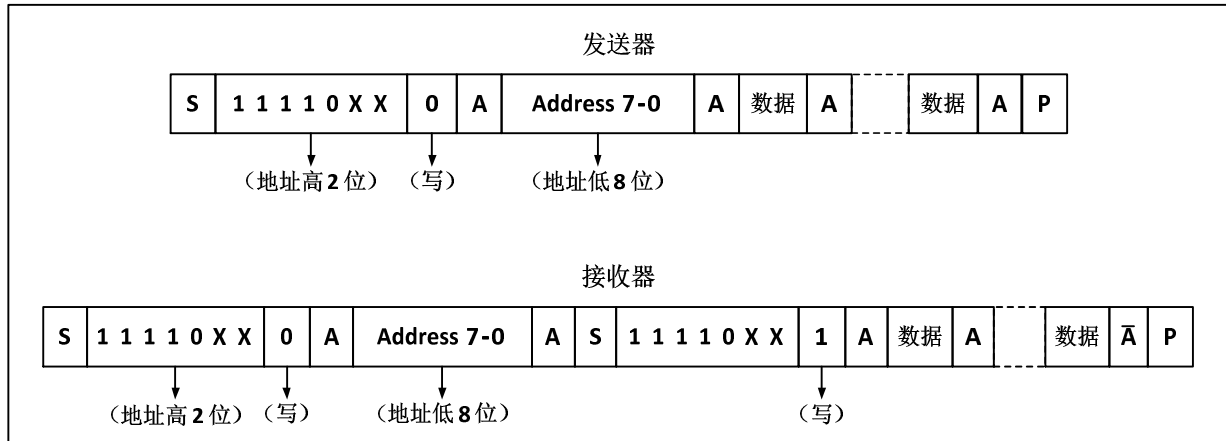 发送器
S 1 1 1 1 0 X X 0 A Address 7-0 A 数据 A 数据 A P
（地址高2位） （写） （地址低8位）
接收器
S 1 1 1 1 0 X X 0 A Address 7-0 A S 1 1 1 1 0 X X 1 A 数据 A 数据 A̅ P
（地址高2位） （写） （地址低8位） （写）